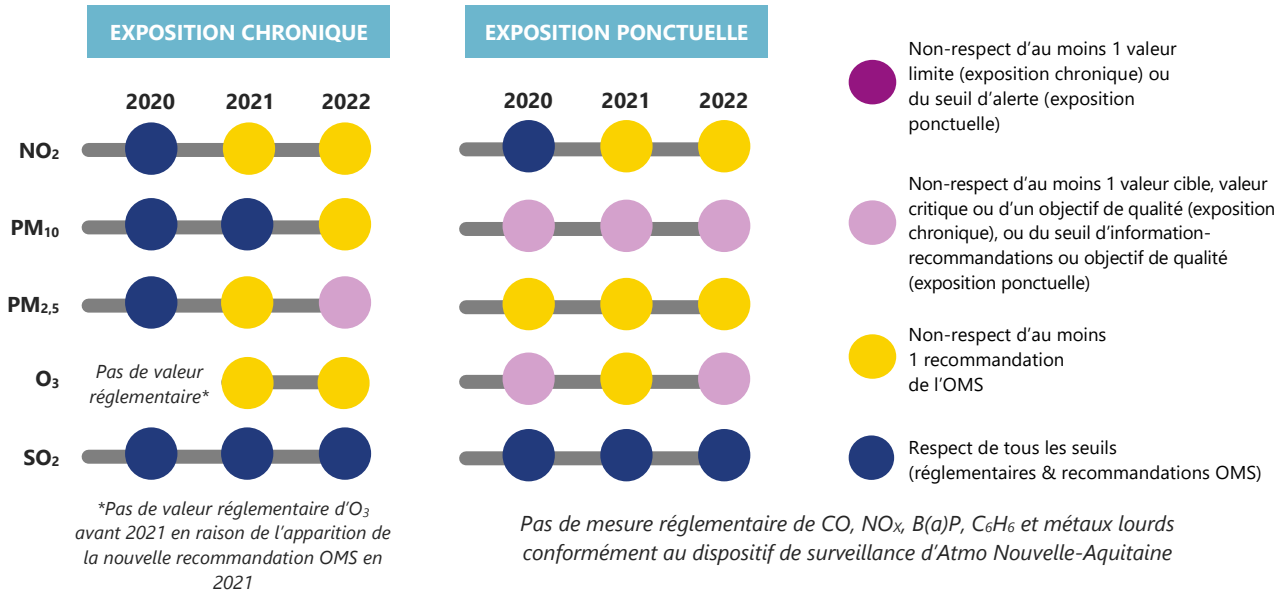 EXPOSITION CHRONIQUE
2020 2021 2022
NO₂
PM₁₀
PM₂,₅
O₃
Pas de valeur
réglementaire*
SO₂
*Pas de valeur réglementaire d’O₃
avant 2021 en raison de l’apparition de
la nouvelle recommandation OMS en
2021
EXPOSITION PONCTUELLE
2020 2021 2022
Pas de mesure réglementaire de CO, NOₓ, B(a)P, C₆H₆ et métaux lourds
conformément au dispositif de surveillance d’Atmo Nouvelle-Aquitaine
Non-respect d’au moins 1 valeur
limite (exposition chronique) ou
du seuil d’alerte (exposition
ponctuelle)
Non-respect d’au moins 1 valeur cible, valeur
critique ou d’un objectif de qualité (exposition
chronique), ou du seuil d’information-
recommandations ou objectif de qualité
(exposition ponctuelle)
Non-respect d’au moins
1 recommandation
de l’OMS
Respect de tous les seuils
(réglementaires & recommandations OMS)